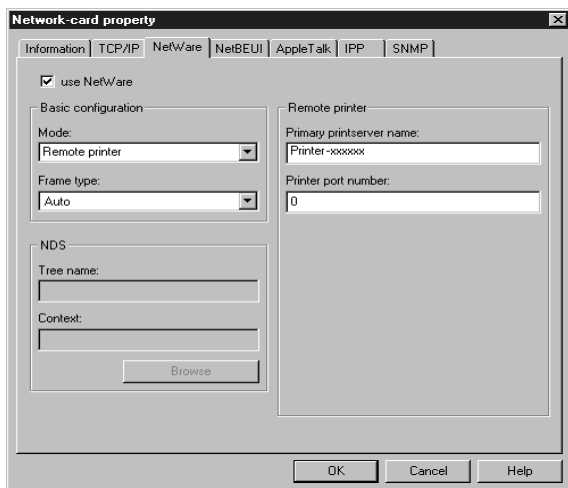 Network-card property
Information TCP/IP NetWare NetBEUI AppleTalk IPP SNMP
use NetWare
Basic configuration
Mode:
Remote printer
Frame type:
Auto
NDS
Tree name:
Context:
Browse
Remote printer
Primary printserver name:
Printer-xxxxxx
Printer port number:
0
OK Cancel Help